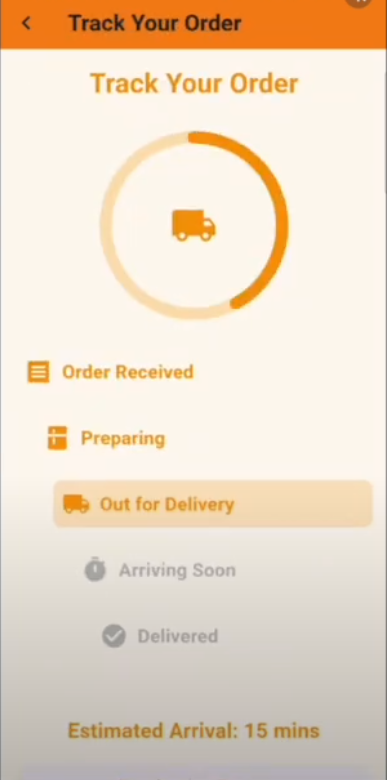 Track Your Order
Track Your Order
Order Received
Preparing
Out for Delivery
Arriving Soon
Delivered
Estimated Arrival: 15 mins